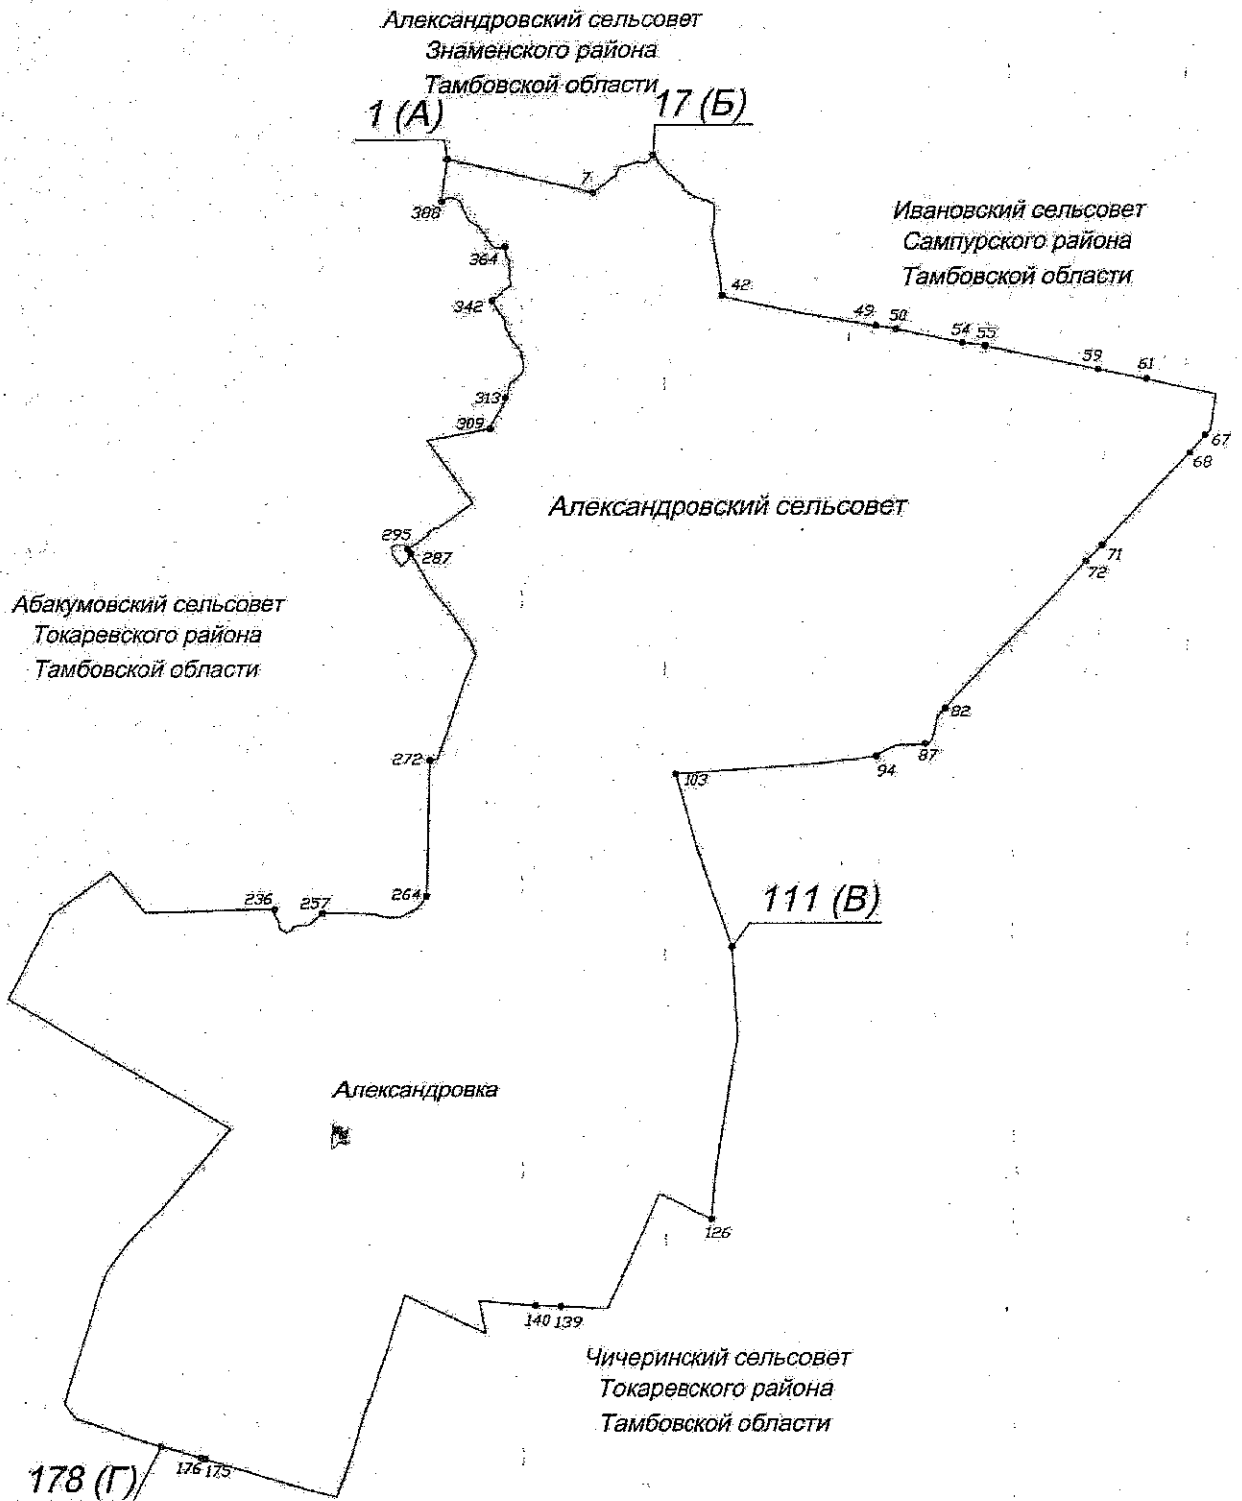 Александровский сельсовет
Знаменского района
Тамбовской области
1 (А)
17 (Б)
7
388
364
342
Ивановский сельсовет
Сампурского района
Тамбовской области
42
49
50
54
55
59
61
313
309
67
68
Александровский сельсовет
295
287
71
72
Абакумовский сельсовет
Токаревского района
Тамбовской области
82
87
94
272
103
264
236
257
111 (В)
Александровка
126
140
139
Чичеринский сельсовет
Токаревского района
Тамбовской области
176
175
178 (Г)